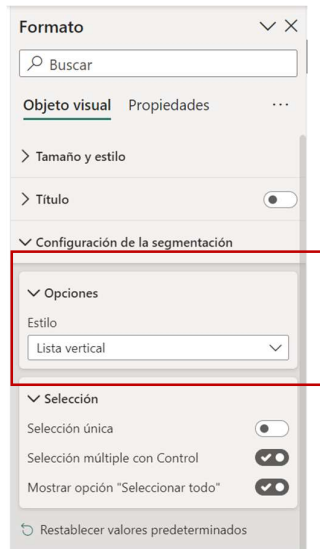 Formato
Buscar
Objeto visual Propiedades ...
Tamaño y estilo
Título
Configuración de la segmentación
Opciones
Estilo
Lista vertical
Selección
Selección única
Selección múltiple con Control
Mostrar opción "Seleccionar todo"
Restablecer valores predeterminados